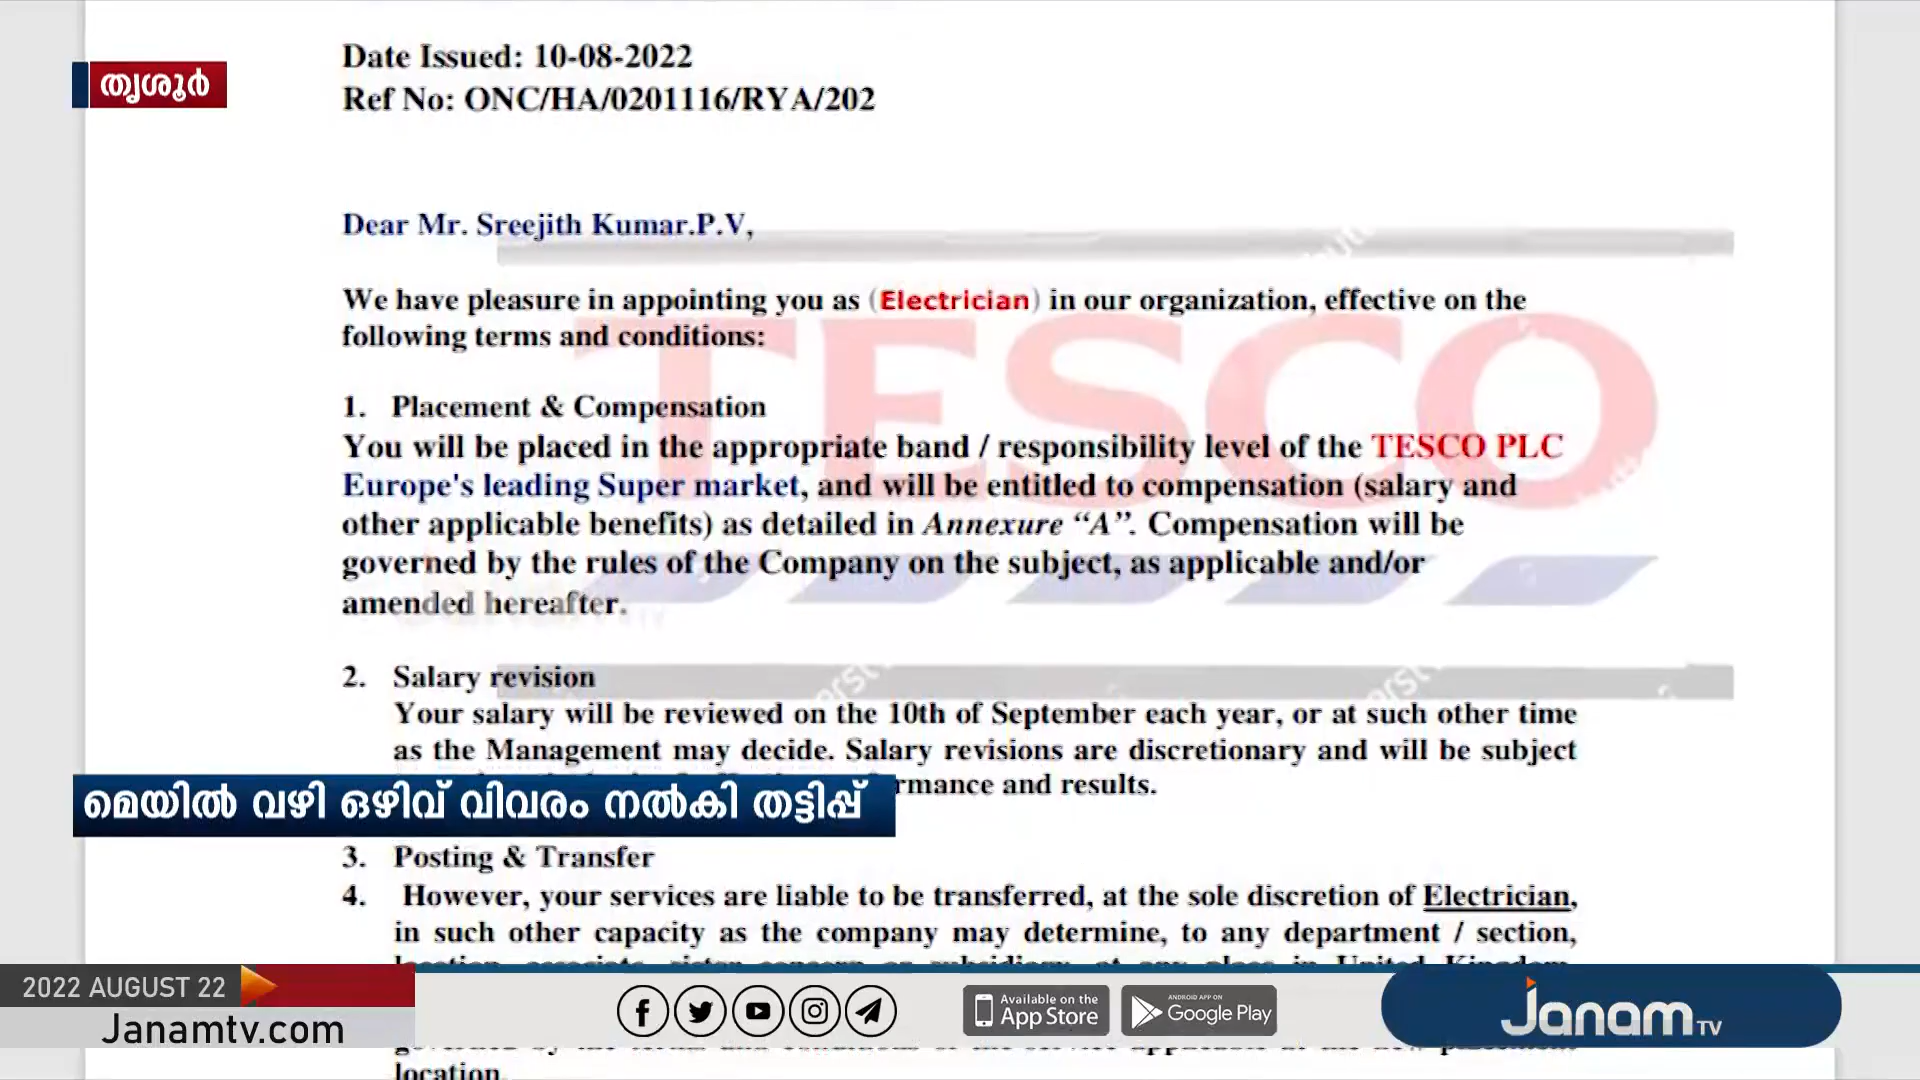 Date Issued: 10-08-2022
തൃശൂർ
Ref No: ONC/HA/0201116/RYA/202
Dear Mr. Sreejith Kumar.P.V,
We have pleasure in appointing you as (Electrician) in our organization, effective on the
following terms and conditions:
TESCO
1. Placement & Compensation
You will be placed in the appropriate band / responsibility level of the TESCO PLC
Europe's leading Super market, and will be entitled to compensation (salary and
other applicable benefits) as detailed in Annexure “A”. Compensation will be
governed by the rules of the Company on the subject, as applicable and/or
amended hereafter.
2. Salary revision
Your salary will be reviewed on the 10th of September each year, or at such other time
as the Management may decide. Salary revisions are discretionary and will be subject
rmance and results.
മെയിൽ വഴി ഒഴിവ് വിവരം നൽകി തട്ടിപ്പ്
3. Posting & Transfer
4. However, your services are liable to be transferred, at the sole discretion of Electrician,
in such other capacity as the company may determine, to any department / section,
2022 AUGUST 22
Janamtv.com
Available on the
App Store
ANDROID APP ON
Google Play
Janam TV
location.